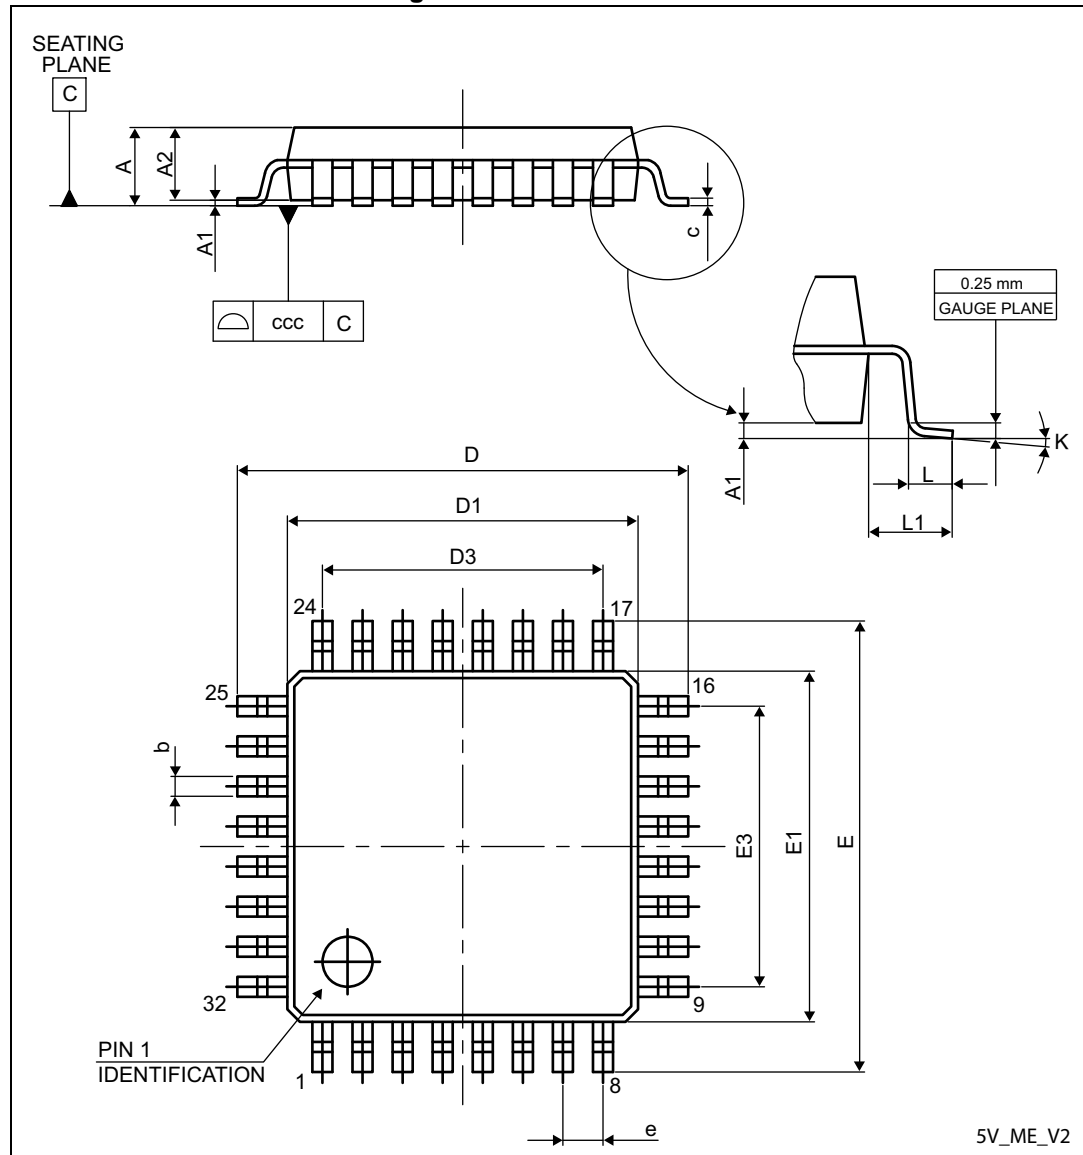 SEATING
PLANE
C
A
A2
A1
c
ccc
C
0.25 mm
GAUGE PLANE
K
A1
L
L1
D
D1
D3
24
17
25
16
b
E3
E1
E
32
9
PIN 1
IDENTIFICATION
1
8
e
5V_ME_V2